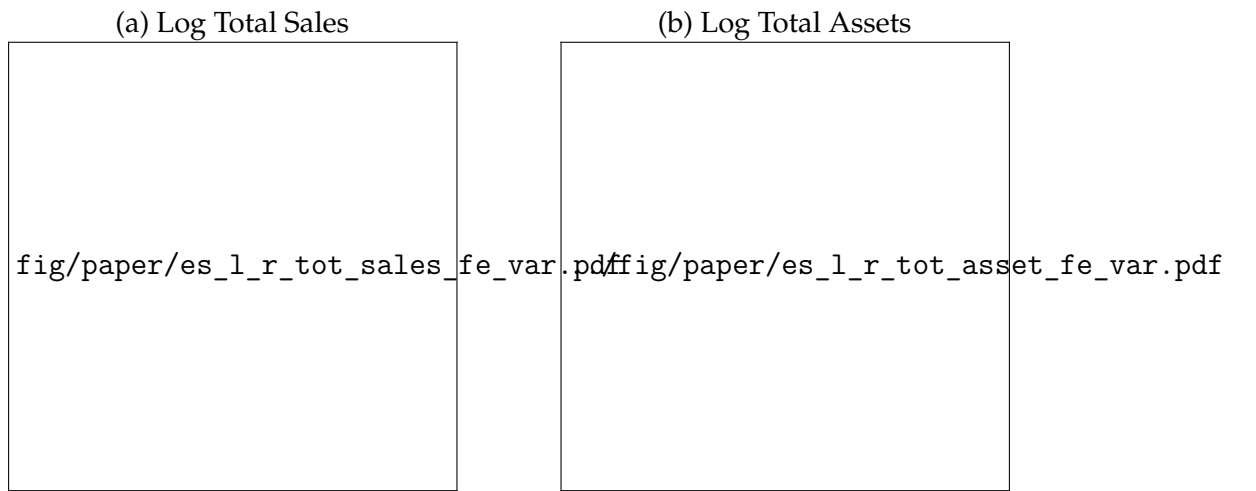 (a) Log Total Sales
(b) Log Total Assets
fig/paper/es_l_r_tot_sales_fe_var.pdf
fig/paper/es_l_r_tot_asset_fe_var.pdf